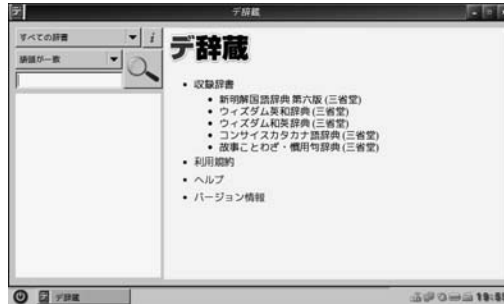 デ辞蔵
すべての辞書
i
語頭が一致
デ辞蔵
収録辞書
新明解国語辞典 第六版 (三省堂)
ウィズダム英和辞典 (三省堂)
ウィズダム和英辞典 (三省堂)
コンサイスカタカナ語辞典 (三省堂)
故事ことわざ・慣用句辞典 (三省堂)
利用規約
ヘルプ
バージョン情報
デ辞蔵